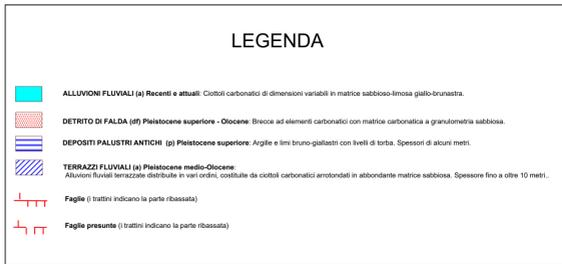 LEGENDA
ALLUVIONI FLUVIALI (a) Recenti e attuali: Ciottoli carbonatici di dimensioni variabili in matrice sabbioso-limosa giallo-brunastra.
DETRITO DI FALDA (df) Pleistocene superiore - Olocene: Brecce ad elementi carbonatici con matrice carbonatica a granulometria sabbiosa.
DEPOSITI PALUSTRI ANTICHI (p) Pleistocene superiore: Argille e limi bruno-giallastri con livelli di torba. Spessori di alcuni metri.
TERRAZZI FLUVIALI (a) Pleistocene medio-Olocene:
Alluvioni fluviali terrazzate distribuite in vari ordini, costituite da ciottoli carbonatici arrotondati in abbondante matrice sabbiosa. Spessore fino a oltre 10 metri..
Faglie (i trattini indicano la parte ribassata)
Faglie presunte (i trattini indicano la parte ribassata)